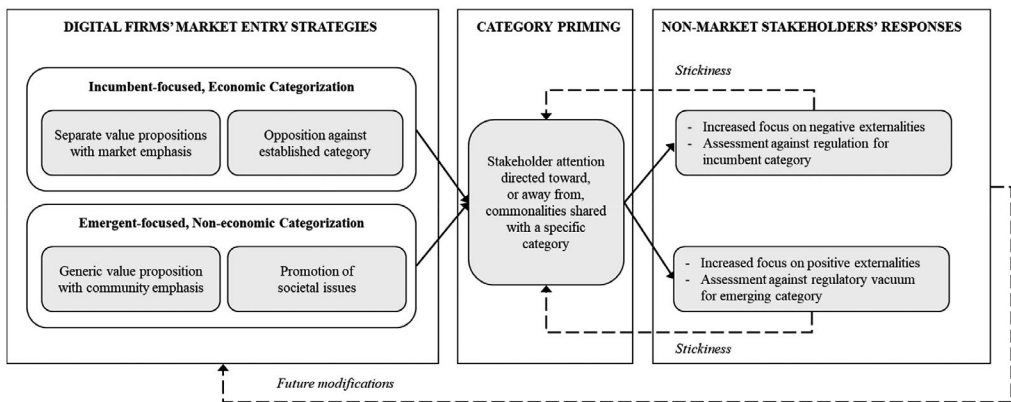 DIGITAL FIRMS' MARKET ENTRY STRATEGIES
Incumbent-focused, Economic Categorization
Separate value propositions
with market emphasis
Opposition against
established category
Emergent-focused, Non-economic Categorization
Generic value proposition
with community emphasis
Promotion of
societal issues
CATEGORY PRIMING
Stakeholder attention
directed toward,
or away from,
commonalities shared
with a specific
category
NON-MARKET STAKEHOLDERS' RESPONSES
Stickiness
- Increased focus on negative externalities
- Assessment against regulation for
incumbent category
- Increased focus on positive externalities
- Assessment against regulatory vacuum
for emerging category
Stickiness
Future modifications